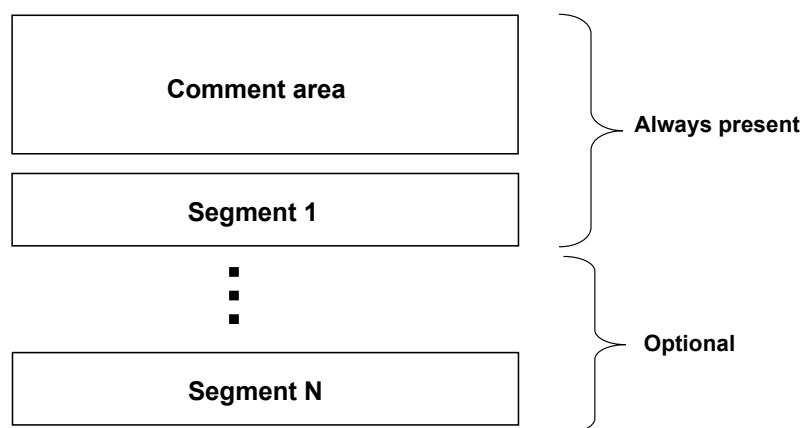 Comment area
Always present
Segment 1
Optional
Segment N